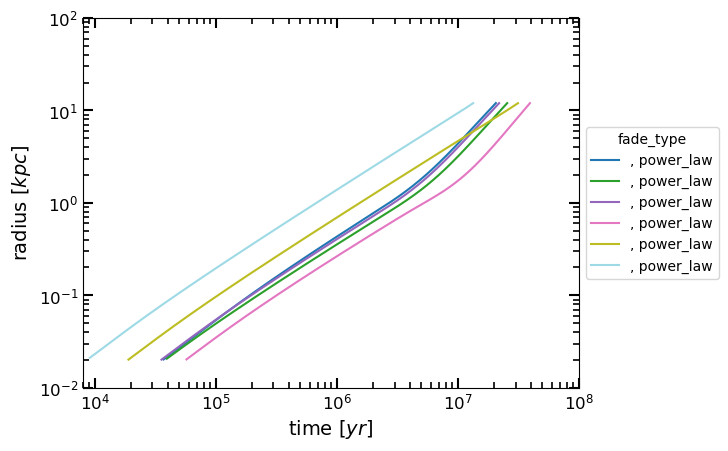 10²
10¹
10⁰
10⁻¹
10⁻²
radius [kpc]
10⁴ 10⁵ 10⁶ 10⁷ 10⁸
time [yr]
fade_type
, power_law
, power_law
, power_law
, power_law
, power_law
, power_law